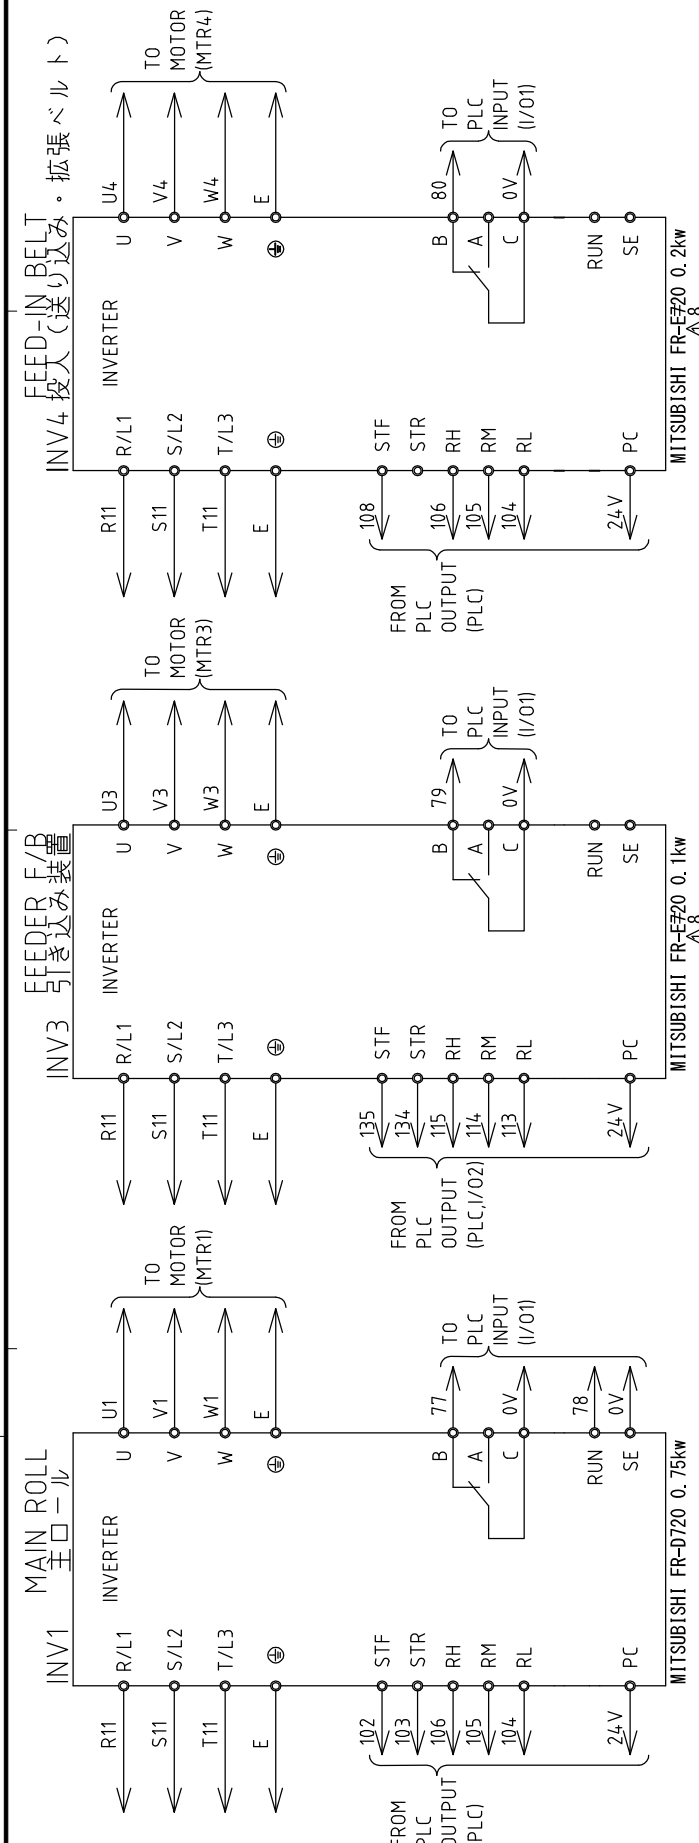 MAIN ROLL
INV1 主ロール
INVERTER
R11 R/L1 U U1
S11 S/L2 V V1
T11 T/L3 W W1
E E
TO
MOTOR
(MTR1)
102 STF
103 STR
106 RH B 77
105 RM A
104 RL C 0V
RUN 78
24V PC SE 0V
FROM
PLC
OUTPUT
PLC)
TO
PLC
INPUT
(I/O1)
MITSUBISHI FR-D720 0.75kw
FEEDER F/B
INV3 引き込み装置
INVERTER
R11 R/L1 U U3
S11 S/L2 V V3
T11 T/L3 W W3
E E
TO
MOTOR
(MTR3)
135 STF
134 STR
115 RH B 79
114 RM A
113 RL C 0V
RUN
24V PC SE
FROM
PLC
OUTPUT
(PLC,I/O2)
TO
PLC
INPUT
(I/O1)
MITSUBISHI FR-E720 0.1kw
8
FEED-IN BELT
INV4 投入（送り込み・拡張ベルト）
INVERTER
R11 R/L1 U U4
S11 S/L2 V V4
T11 T/L3 W W4
E E
TO
MOTOR
(MTR4)
108 STF
STR
106 RH B 80
105 RM A
104 RL C 0V
RUN
24V PC SE
FROM
PLC
OUTPUT
(PLC)
TO
PLC
INPUT
(I/O1)
MITSUBISHI FR-E720 0.2kw
8